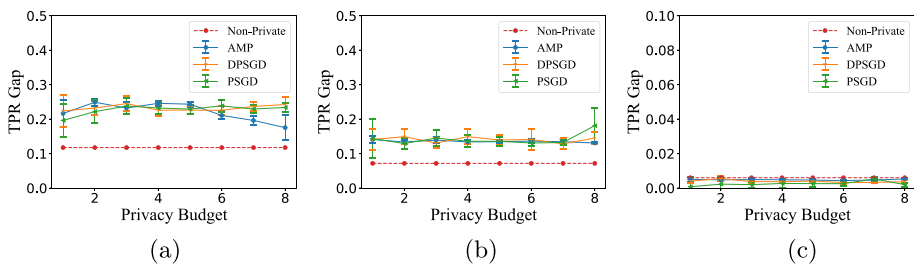 0.5
0.4
0.3
0.2
0.1
0.0
TPR Gap
2 4 6 8
Privacy Budget
Non-Private
AMP
DPSGD
PSGD
(a)
0.5
0.4
0.3
0.2
0.1
0.0
TPR Gap
2 4 6 8
Privacy Budget
Non-Private
AMP
DPSGD
PSGD
(b)
0.10
0.08
0.06
0.04
0.02
0.00
TPR Gap
2 4 6 8
Privacy Budget
Non-Private
AMP
DPSGD
PSGD
(c)